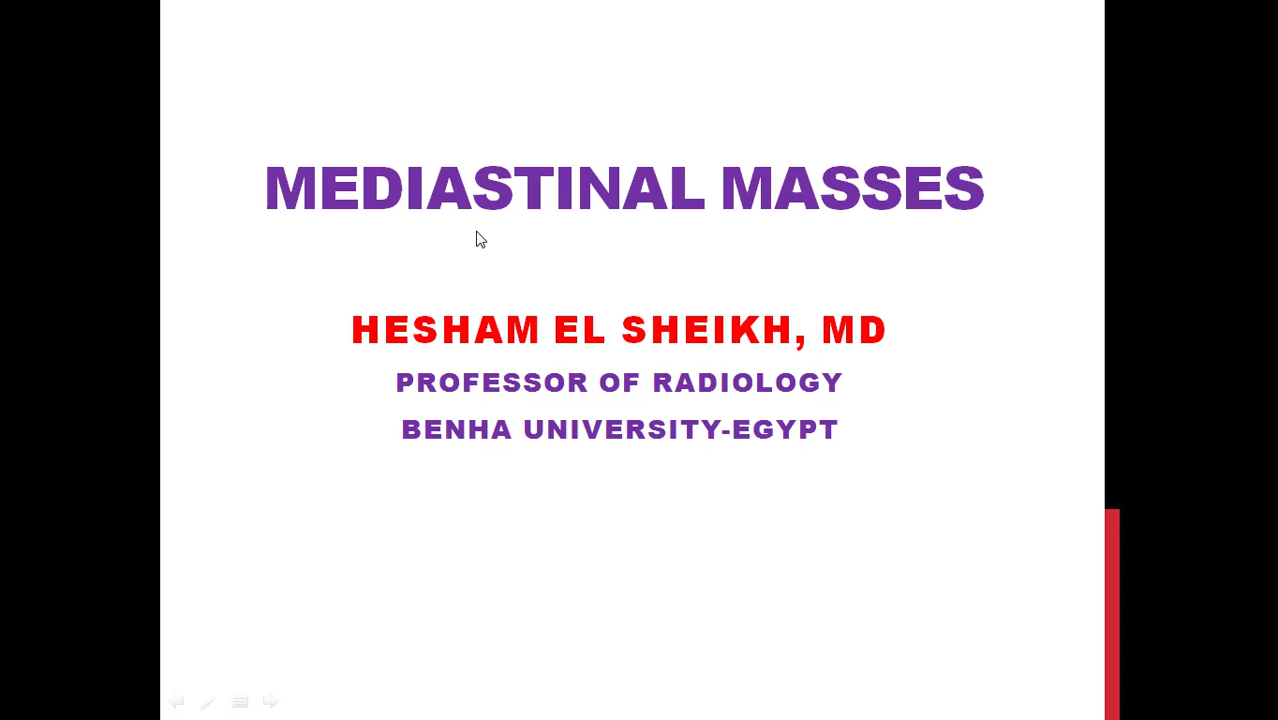 MEDIASTINAL MASSES
HESHAM EL SHEIKH, MD
PROFESSOR OF RADIOLOGY
BENHA UNIVERSITY-EGYPT